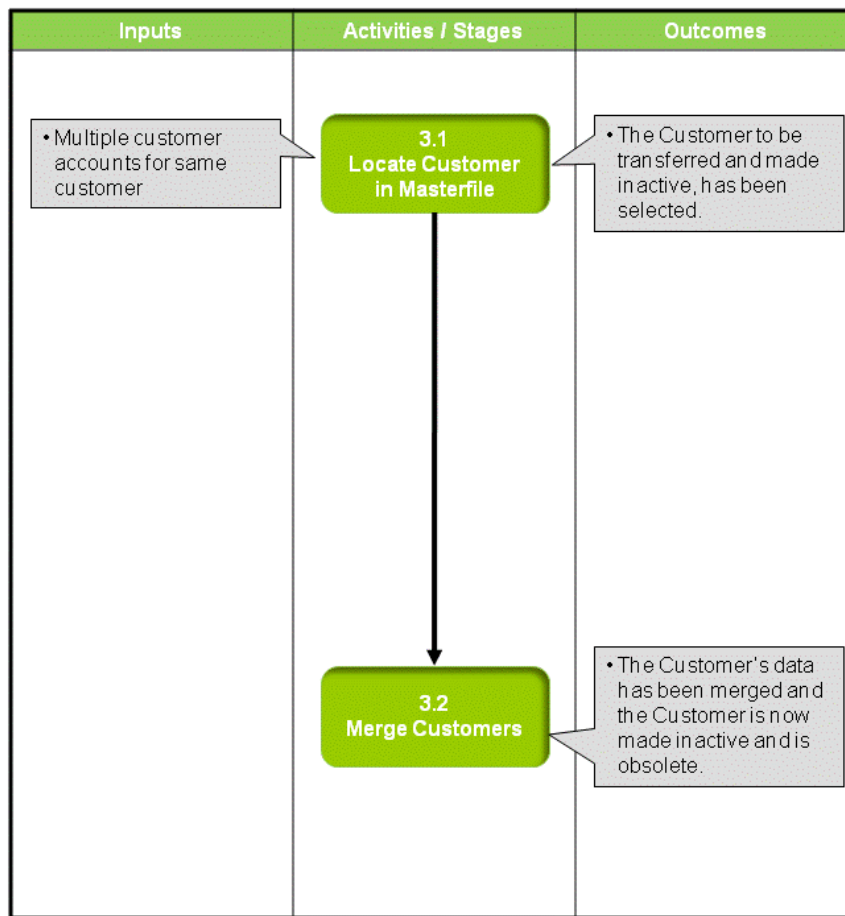 Inputs
Activities / Stages
Outcomes
• Multiple customer
accounts for same
customer
3.1
Locate Customer
in Masterfile
• The Customer to be
transferred and made
inactive, has been
selected.
3.2
Merge Customers
• The Customer's data
has been merged and
the Customer is now
made inactive and is
obsolete.